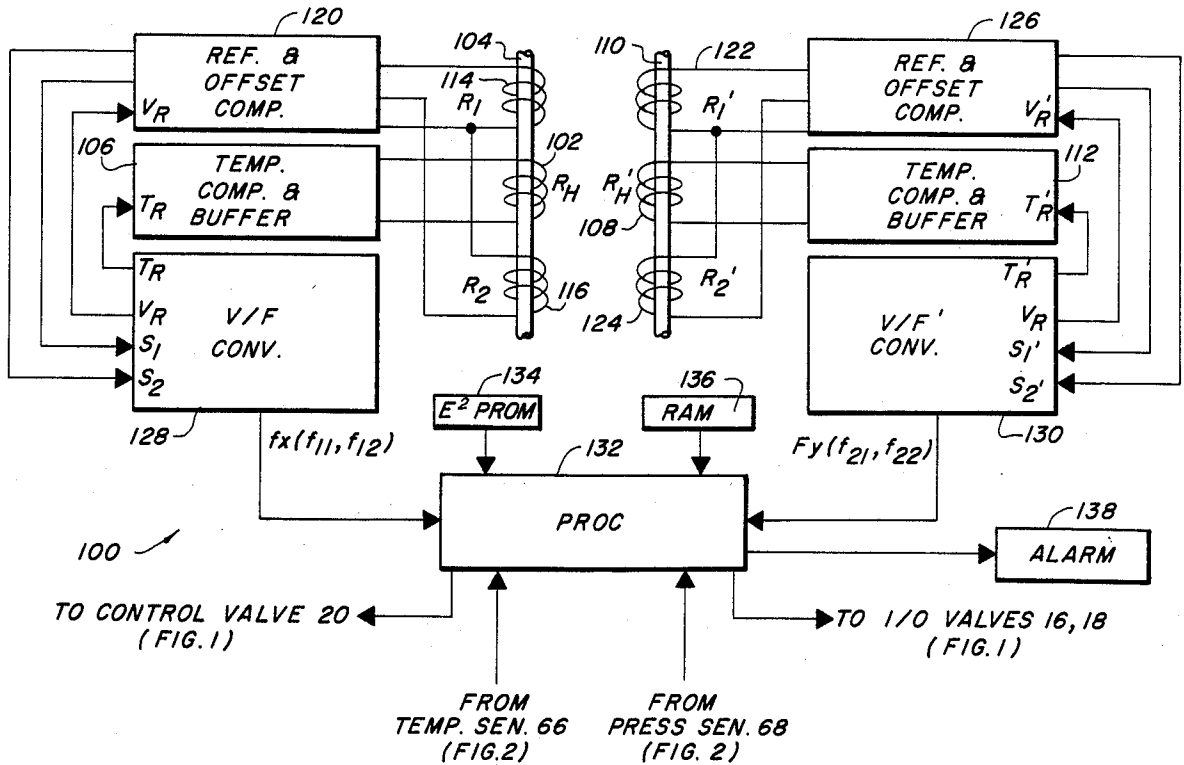 120
REF. &
OFFSET
COMP.
V_R
106
TEMP.
COMP. &
BUFFER
T_R
T_R
V_R
S_1
S_2
V/F
CONV.
128
fx(f_11, f_12)
104
114
R_1
102
R_H
R_2
116
110
122
R_1'
R_H'
108
R_2'
124
126
REF. &
OFFSET
COMP.
V_R'
112
TEMP.
COMP. &
BUFFER
T_R'
T_R'
V_R
S_1'
S_2'
V/F'
CONV.
130
Fy(f_21, f_22)
134
E² PROM
136
RAM
132
PROC
138
ALARM
100
TO CONTROL VALVE 20
(FIG. 1)
TO I/O VALVES 16, 18
(FIG. 1)
FROM
TEMP. SEN. 66
(FIG. 2)
FROM
PRESS SEN. 68
(FIG. 2)